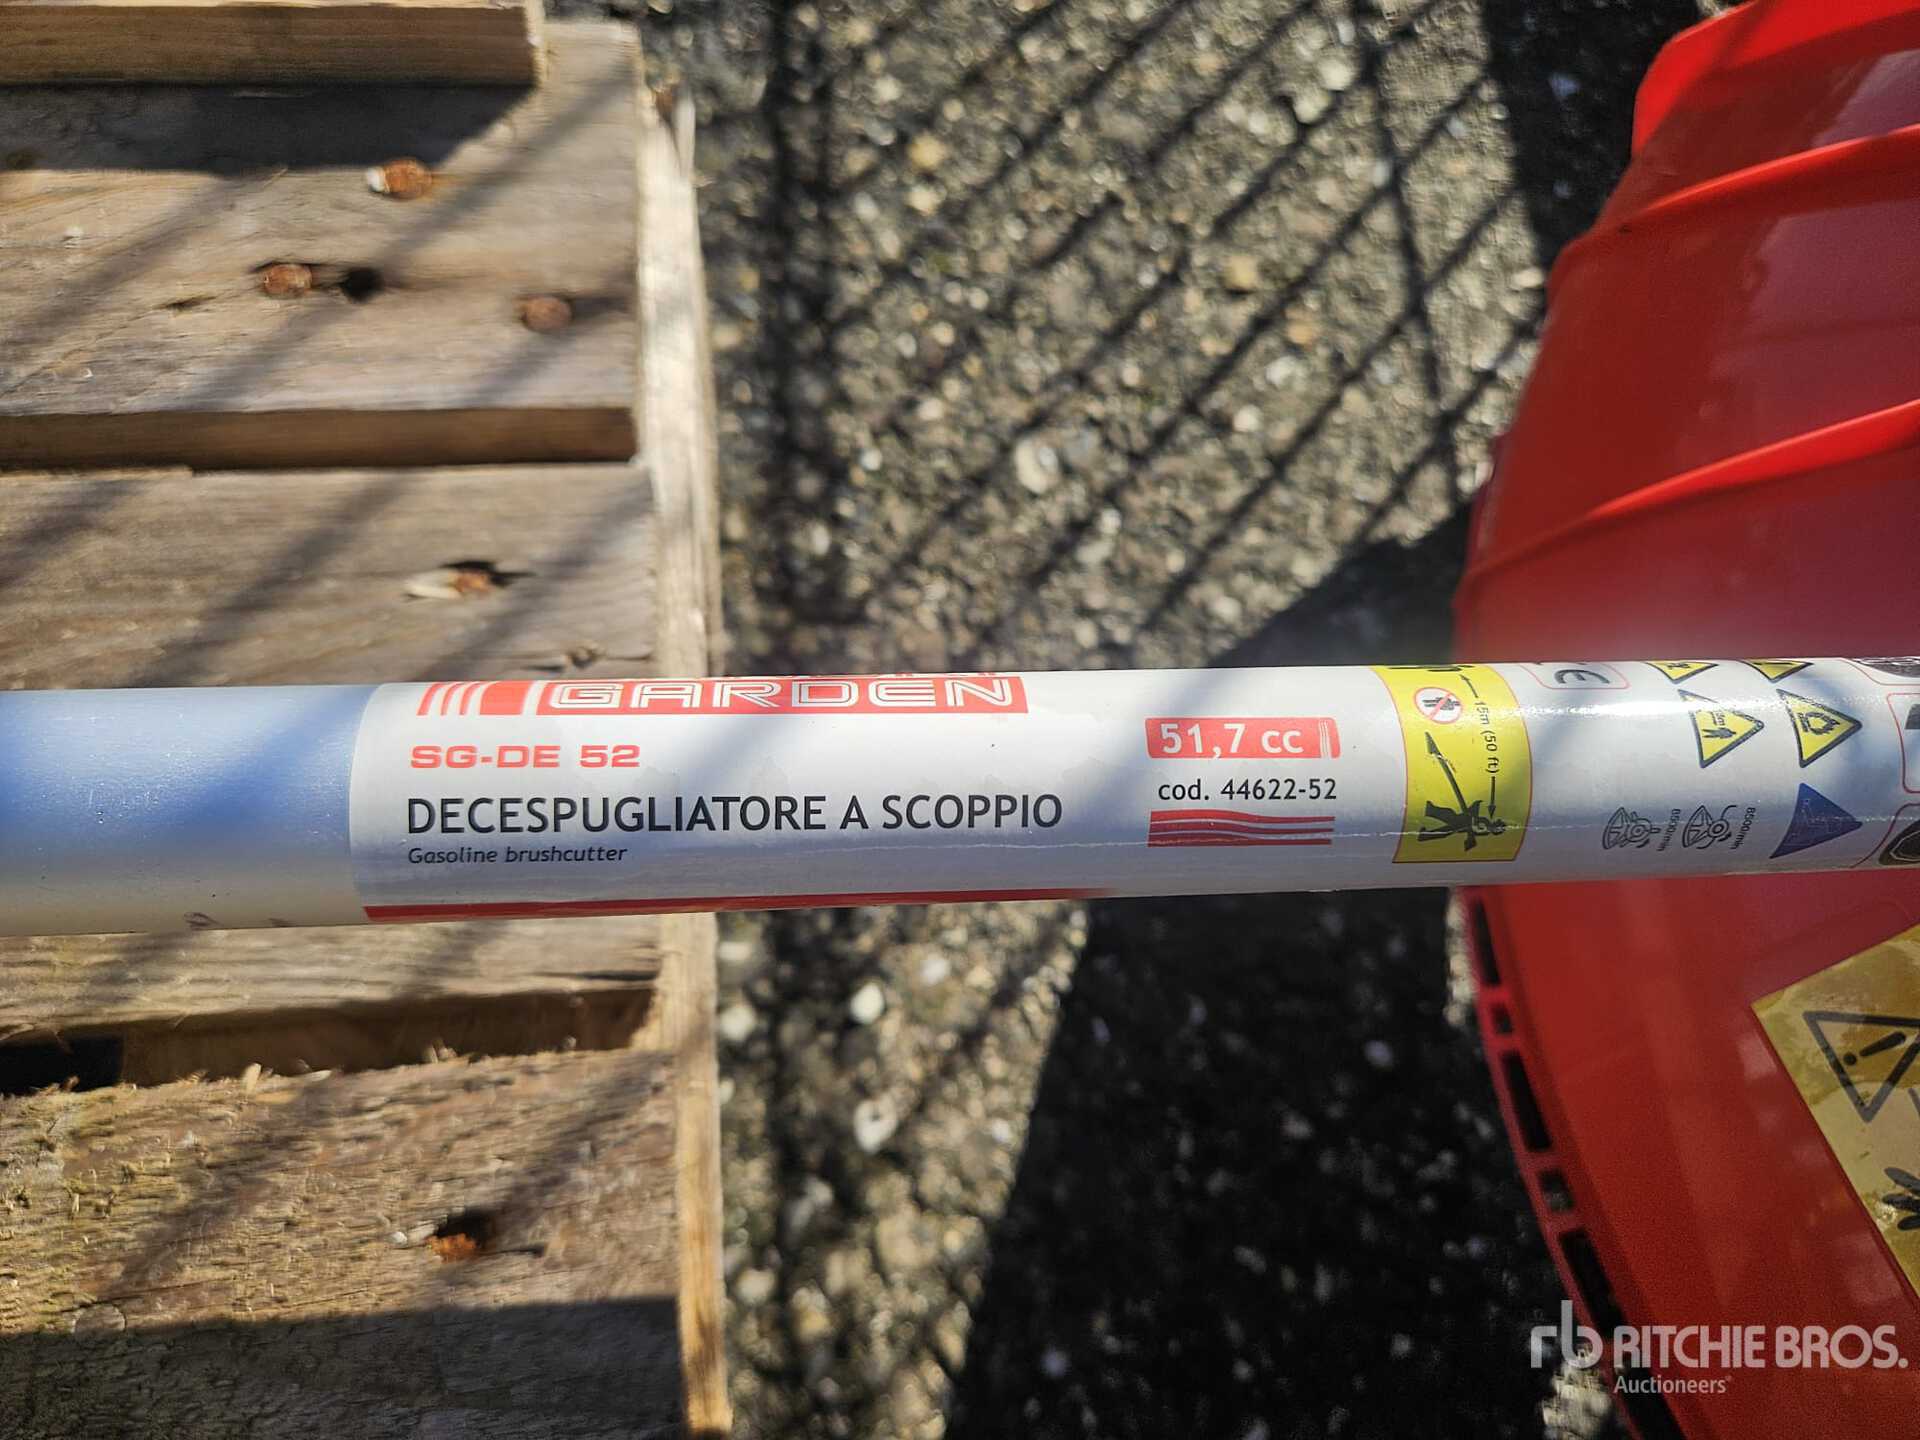 GARDEN
SG-DE 52
DECESPUGLIATORE A SCOPPIO
Gasoline brushcutter
51,7 cc
cod. 44622-52
15m (50 ft)
CE
RITCHIE BROS.
Auctioneers